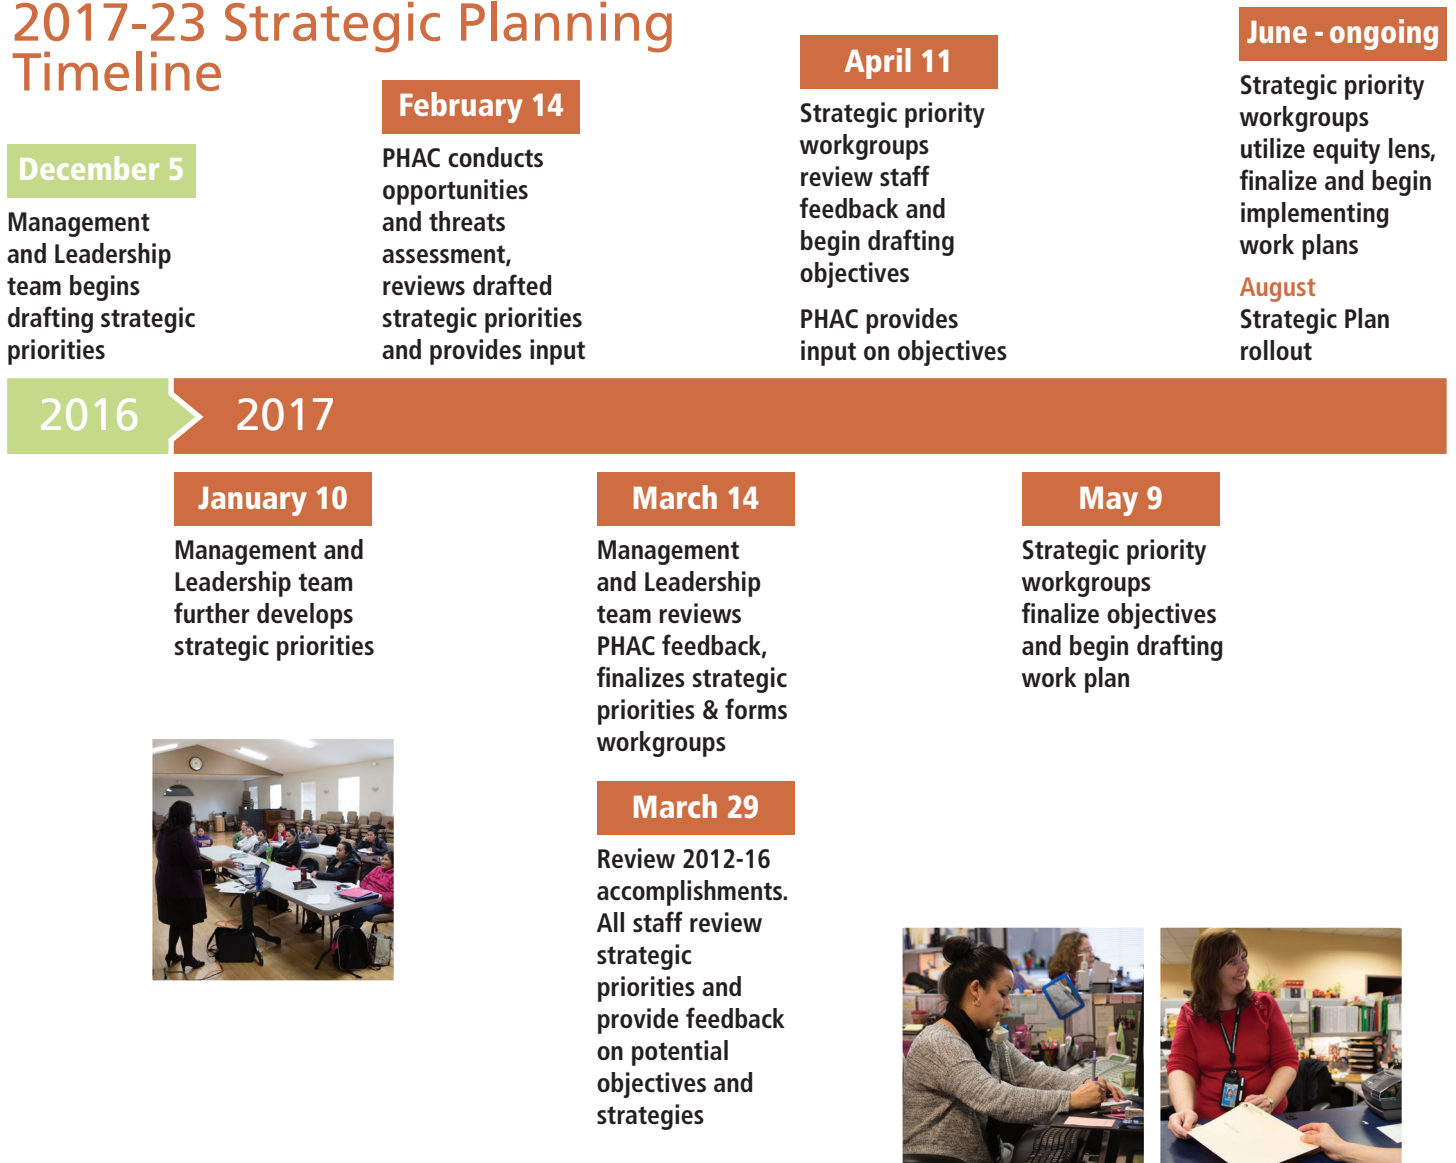 2017-23 Strategic Planning
Timeline
December 5
Management
and Leadership
team begins
drafting strategic
priorities
February 14
PHAC conducts
opportunities
and threats
assessment,
reviews drafted
strategic priorities
and provides input
April 11
Strategic priority
workgroups
review staff
feedback and
begin drafting
objectives
PHAC provides
input on objectives
June - ongoing
Strategic priority
workgroups
utilize equity lens,
finalize and begin
implementing
work plans
August
Strategic Plan
rollout
2016
2017
January 10
Management and
Leadership team
further develops
strategic priorities
March 14
Management
and Leadership
team reviews
PHAC feedback,
finalizes strategic
priorities & forms
workgroups
March 29
Review 2012-16
accomplishments.
All staff review
strategic
priorities and
provide feedback
on potential
objectives and
strategies
May 9
Strategic priority
workgroups
finalize objectives
and begin drafting
work plan